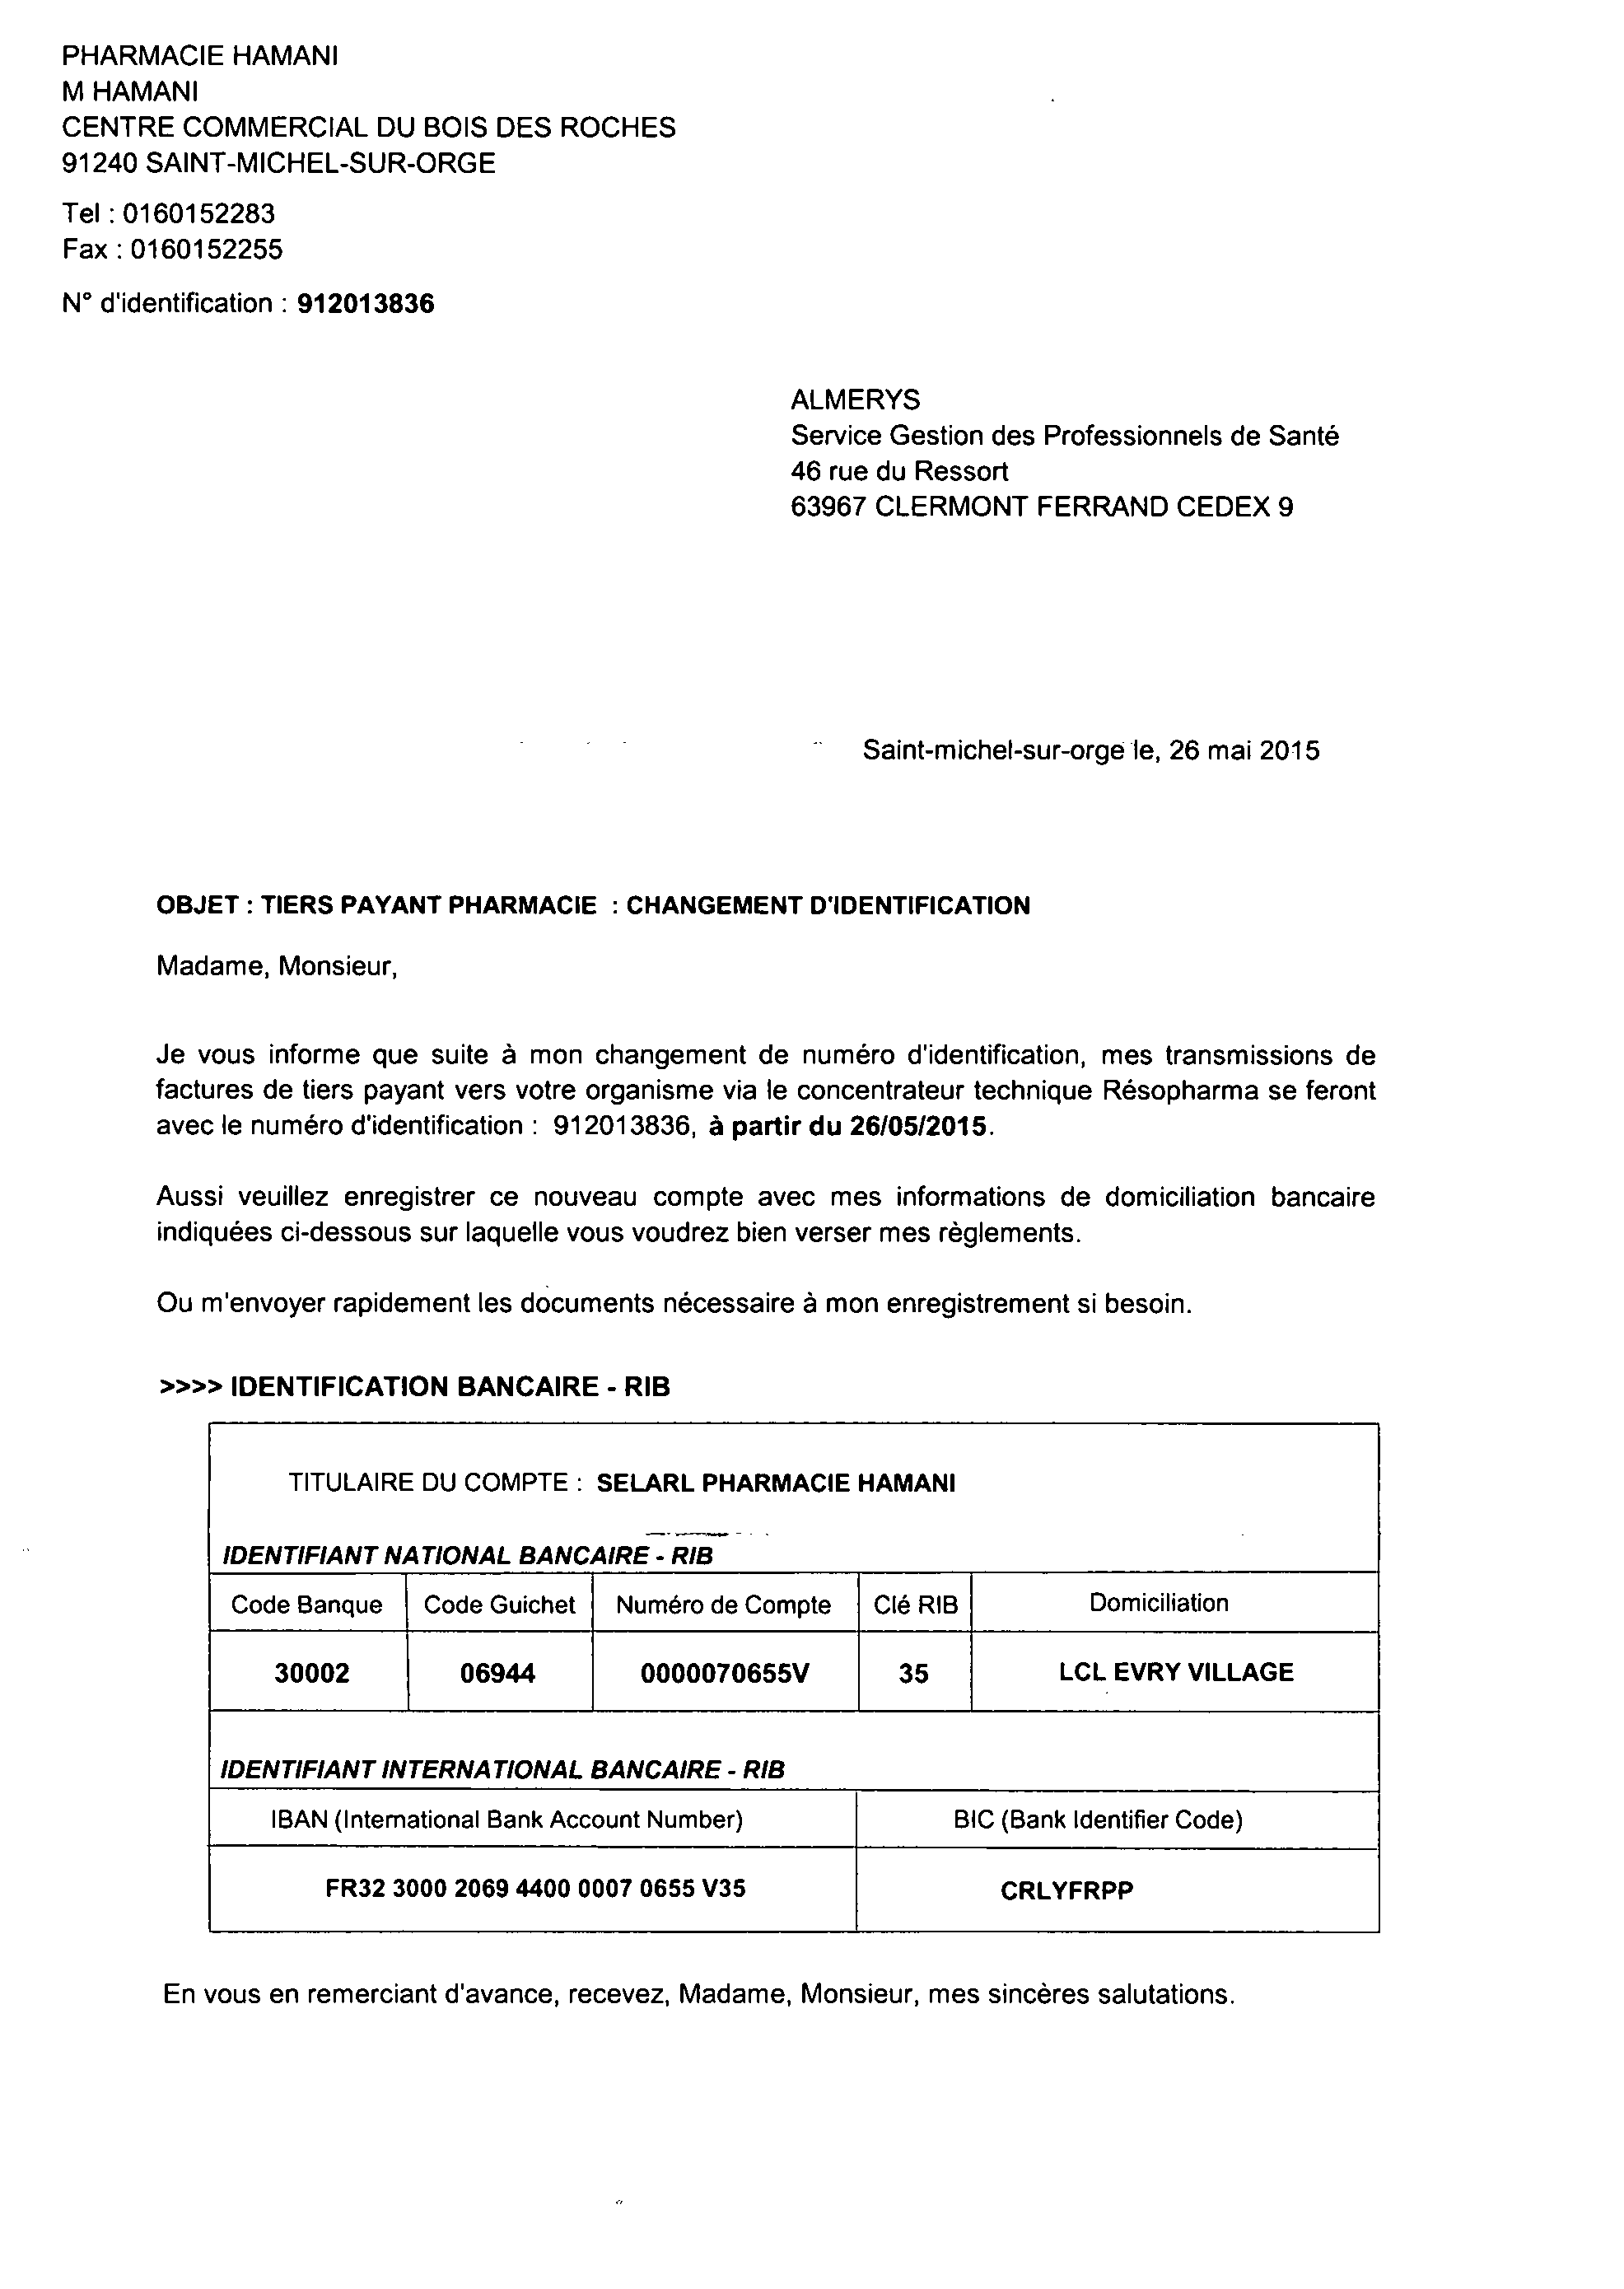 PHARMACIE HAMANI
M HAMANI
CENTRE COMMERCIAL DU BOIS DES ROCHES
91240 SAINT-MICHEL-SUR-ORGE
Tel : 0160152283
Fax : 0160152255
N° d'identification : 912013836
ALMERYS
Service Gestion des Professionnels de Santé
46 rue du Ressort
63967 CLERMONT FERRAND CEDEX 9
Saint-michel-sur-orge le, 26 mai 2015
OBJET : TIERS PAYANT PHARMACIE : CHANGEMENT D'IDENTIFICATION
Madame, Monsieur,
Je vous informe que suite à mon changement de numéro d'identification, mes transmissions de
factures de tiers payant vers votre organisme via le concentrateur technique Résopharma se feront
avec le numéro d'identification : 912013836, à partir du 26/05/2015.
Aussi veuillez enregistrer ce nouveau compte avec mes informations de domiciliation bancaire
indiquées ci-dessous sur laquelle vous voudrez bien verser mes règlements.
Ou m'envoyer rapidement les documents nécessaire à mon enregistrement si besoin.
>>>> IDENTIFICATION BANCAIRE - RIB
TITULAIRE DU COMPTE : SELARL PHARMACIE HAMANI
IDENTIFIANT NATIONAL BANCAIRE - RIB
Code Banque Code Guichet Numéro de Compte Clé RIB Domiciliation
30002 06944 0000070655V 35 LCL EVRY VILLAGE
IDENTIFIANT INTERNATIONAL BANCAIRE - RIB
IBAN (International Bank Account Number) BIC (Bank Identifier Code)
FR32 3000 2069 4400 0007 0655 V35 CRLYFRPP
En vous en remerciant d'avance, recevez, Madame, Monsieur, mes sincères salutations.